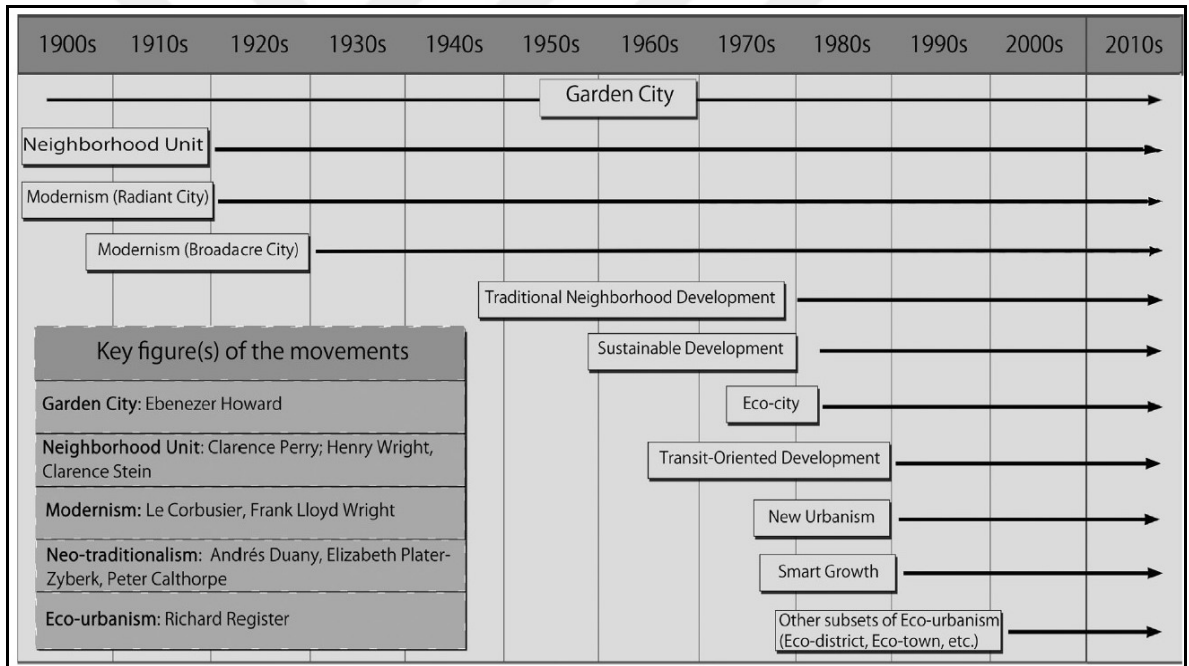 1900s 1910s 1920s 1930s 1940s 1950s 1960s 1970s 1980s 1990s 2000s 2010s
Garden City
Neighborhood Unit
Modernism (Radiant City)
Modernism (Broadacre City)
Traditional Neighborhood Development
Sustainable Development
Eco-city
Transit-Oriented Development
New Urbanism
Smart Growth
Other subsets of Eco-urbanism
(Eco-district, Eco-town, etc.)
Key figure(s) of the movements
Garden City: Ebenezer Howard
Neighborhood Unit: Clarence Perry; Henry Wright,
Clarence Stein
Modernism: Le Corbusier, Frank Lloyd Wright
Neo-traditionalism: Andrés Duany, Elizabeth Plater-
Zyberk, Peter Calthorpe
Eco-urbanism: Richard Register